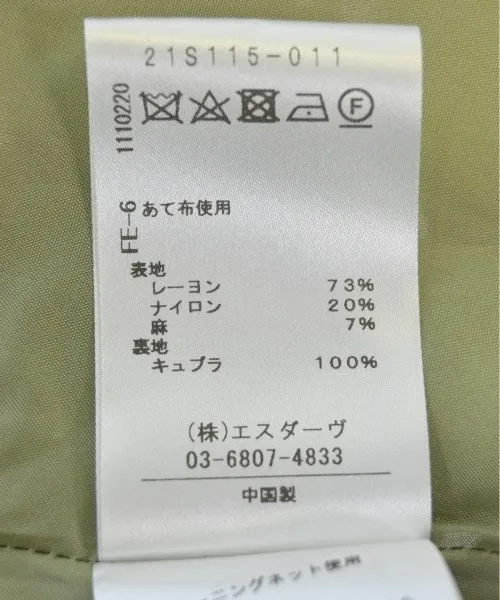 21S115-011
1110220
F
FE-6
あて布使用
表地
レーヨン 73%
ナイロン 20%
麻 7%
裏地
キュプラ 100%
(株)エスダーヴ
03-6807-4833
中国製
ーニングネット使用